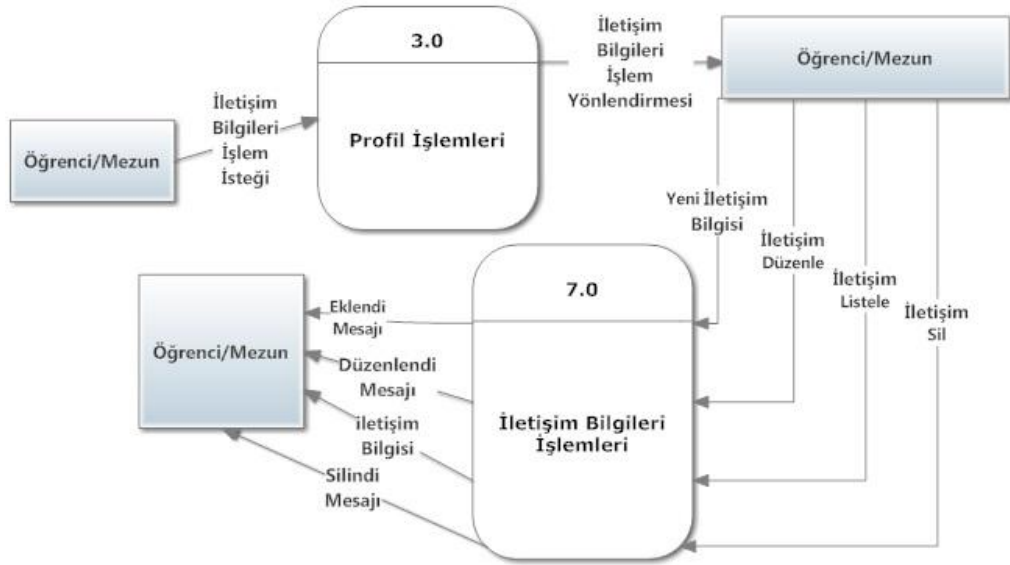 3.0
Profil İşlemleri
Öğrenci/Mezun
İletişim
Bilgileri
İşlem
İsteği
İletişim
Bilgileri
İşlem
Yönlendirmesi
Öğrenci/Mezun
Yeni İletişim
Bilgisi
İletişim
Düzenle
İletişim
Listele
İletişim
Sil
7.0
İletişim Bilgileri
İşlemleri
Eklendi
Mesajı
Düzenlendi
Mesajı
iletişim
Bilgisi
Silindi
Mesajı
Öğrenci/Mezun